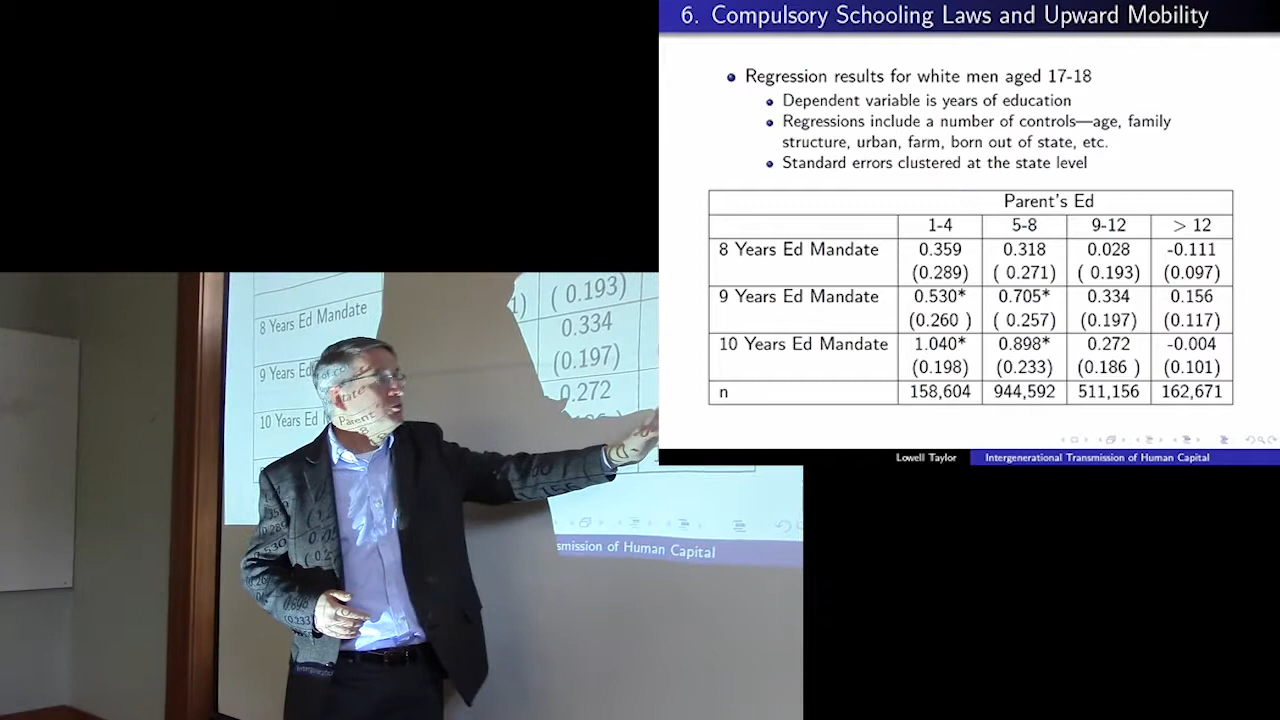 6. Compulsory Schooling Laws and Upward Mobility
Regression results for white men aged 17-18
Dependent variable is years of education
Regressions include a number of controls—age, family
structure, urban, farm, born out of state, etc.
Standard errors clustered at the state level
Parent's Ed
1-4 5-8 9-12 > 12
8 Years Ed Mandate 0.359 0.318 0.028 -0.111
(0.289) ( 0.271) ( 0.193) (0.097)
9 Years Ed Mandate 0.530* 0.705* 0.334 0.156
(0.260 ) ( 0.257) (0.197) (0.117)
10 Years Ed Mandate 1.040* 0.898* 0.272 -0.004
(0.198) (0.233) (0.186 ) (0.101)
n 158,604 944,592 511,156 162,671
Lowell Taylor Intergenerational Transmission of Human Capital
( 0.193)
8 Years Ed Mandate 0.334
(0.197)
9 Years Ed
0.272
10 Years Ed
Parent
(0.233
smission of Human Capital